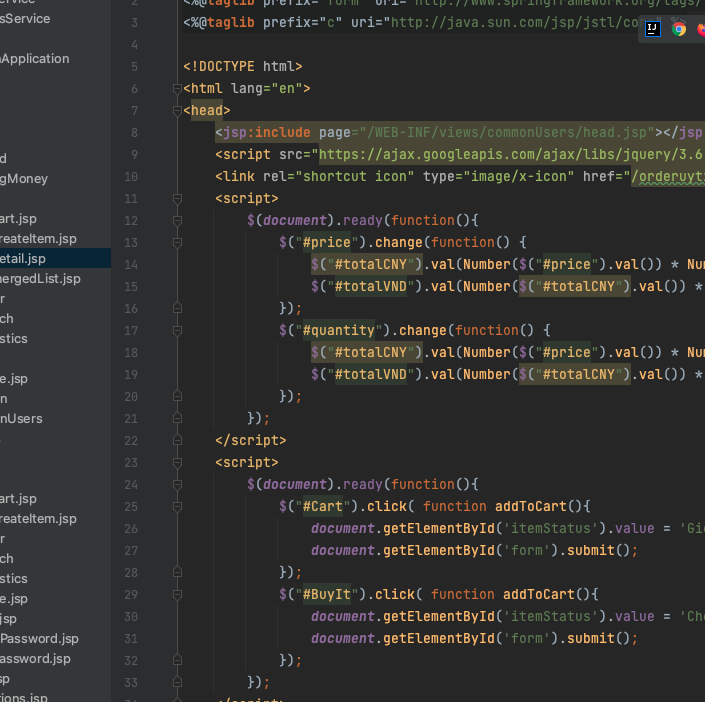 sService
Application
d
gMoney
art.jsp
reateItem.jsp
etail.jsp
nergedList.jsp
r
ch
stics
e.jsp
n
nUsers
art.jsp
reateItem.jsp
r
ch
stics
e.jsp
jsp
Password.jsp
assword.jsp
sp
tions.jsp
2 <%@taglib prefix="form" uri="http://www.springframework.org/tags/
3 <%@taglib prefix="c" uri="http://java.sun.com/jsp/jstl/co
4
5 <!DOCTYPE html>
6 <html lang="en">
7 <head>
8 <jsp:include page="/WEB-INF/views/commonUsers/head.jsp"></jsp
9 <script src="https://ajax.googleapis.com/ajax/libs/jquery/3.6
10 <link rel="shortcut icon" type="image/x-icon" href="/orderuyti
11 <script>
12 $(document).ready(function(){
13 $("#price").change(function() {
14 $("#totalCNY").val(Number($("#price").val()) * Num
15 $("#totalVND").val(Number($("#totalCNY").val()) *
16 });
17 $("#quantity").change(function() {
18 $("#totalCNY").val(Number($("#price").val()) * Num
19 $("#totalVND").val(Number($("#totalCNY").val()) *
20 });
21 });
22 </script>
23 <script>
24 $(document).ready(function(){
25 $("#Cart").click( function addToCart(){
26 document.getElementById('itemStatus').value = 'Gi
27 document.getElementById('form').submit();
28 });
29 $("#BuyIt").click( function addToCart(){
30 document.getElementById('itemStatus').value = 'Ch
31 document.getElementById('form').submit();
32 });
33 });
</script>